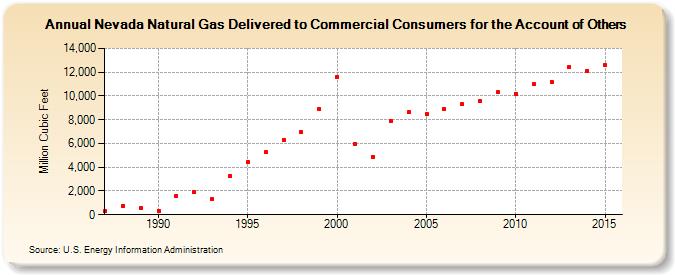 Annual Nevada Natural Gas Delivered to Commercial Consumers for the Account of Others
Million Cubic Feet
14,000
12,000
10,000
8,000
6,000
4,000
2,000
0
1990 1995 2000 2005 2010 2015
Source: U.S. Energy Information Administration